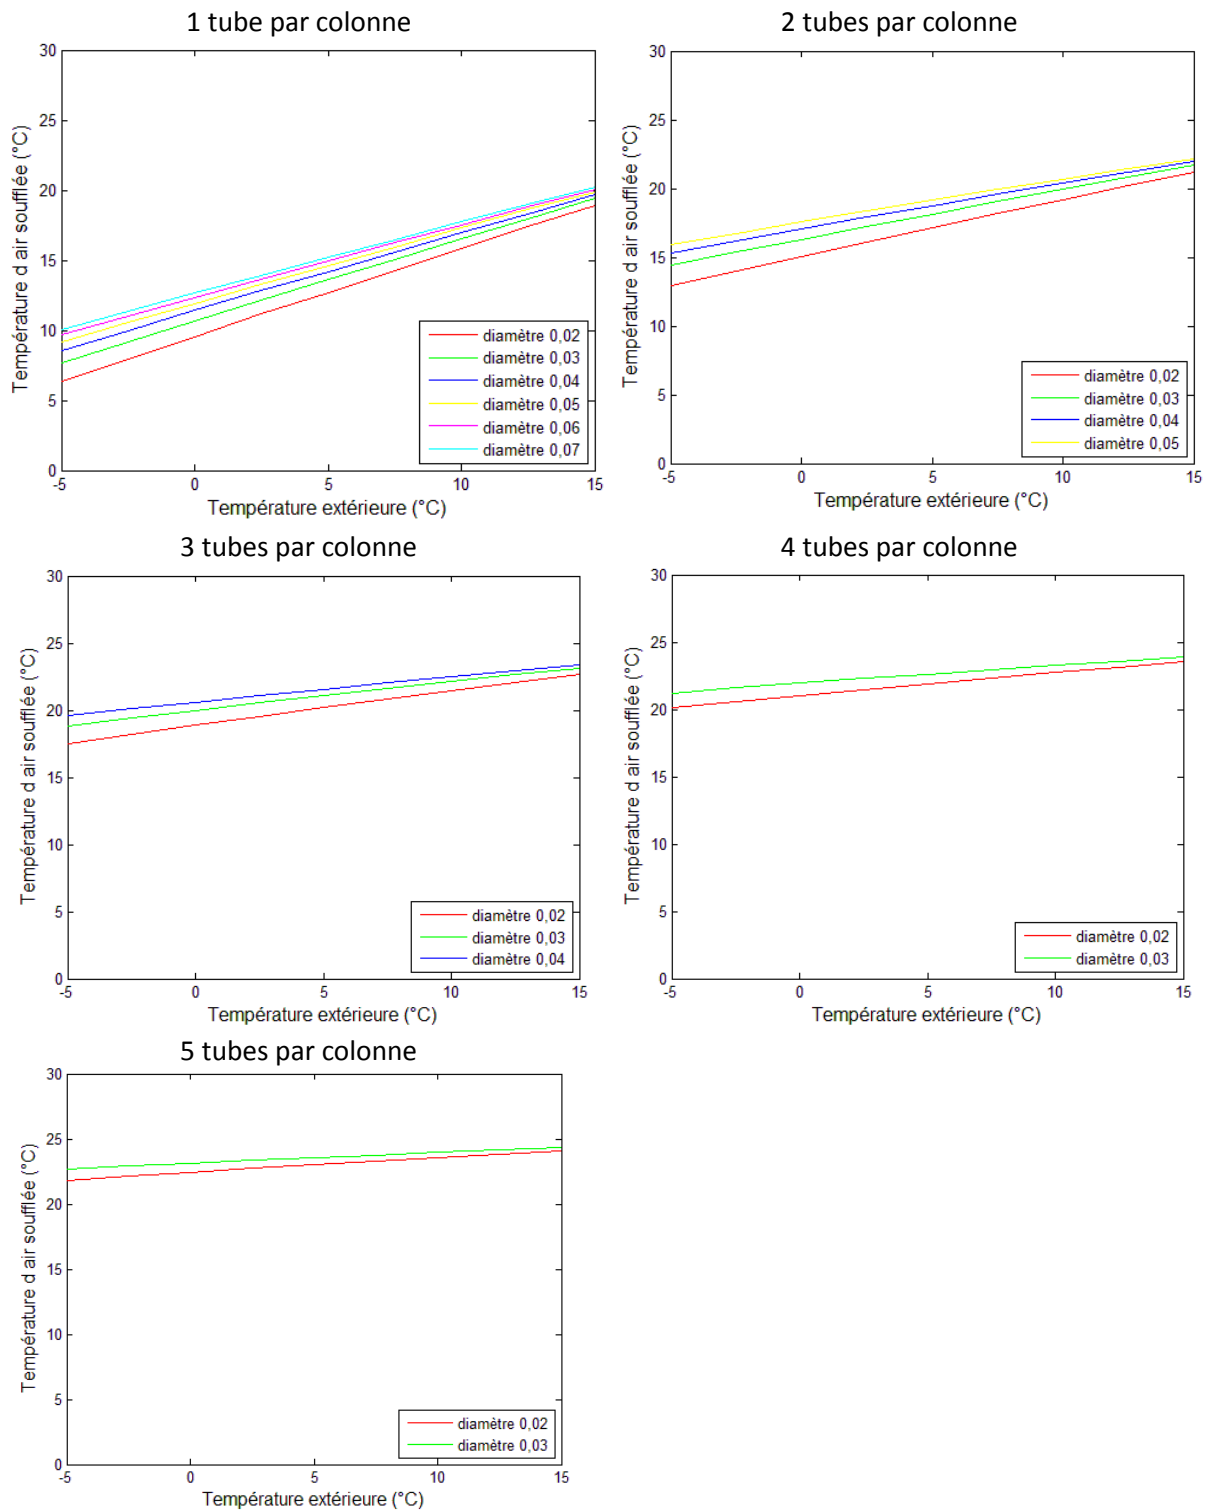 1 tube par colonne
30
25
20
15
10
5
0
-5
0
5
10
15
Température d air soufflée (°C)
Température extérieure (°C)
diamètre 0,02
diamètre 0,03
diamètre 0,04
diamètre 0,05
diamètre 0,06
diamètre 0,07
2 tubes par colonne
30
25
20
15
10
5
0
-5
0
5
10
15
Température d air soufflée (°C)
Température extérieure (°C)
diamètre 0,02
diamètre 0,03
diamètre 0,04
diamètre 0,05
3 tubes par colonne
30
25
20
15
10
5
0
-5
0
5
10
15
Température d air soufflée (°C)
Température extérieure (°C)
diamètre 0,02
diamètre 0,03
diamètre 0,04
4 tubes par colonne
30
25
20
15
10
5
0
-5
0
5
10
15
Température d air soufflée (°C)
Température extérieure (°C)
diamètre 0,02
diamètre 0,03
5 tubes par colonne
30
25
20
15
10
5
0
-5
0
5
10
15
Température d air soufflée (°C)
Température extérieure (°C)
diamètre 0,02
diamètre 0,03